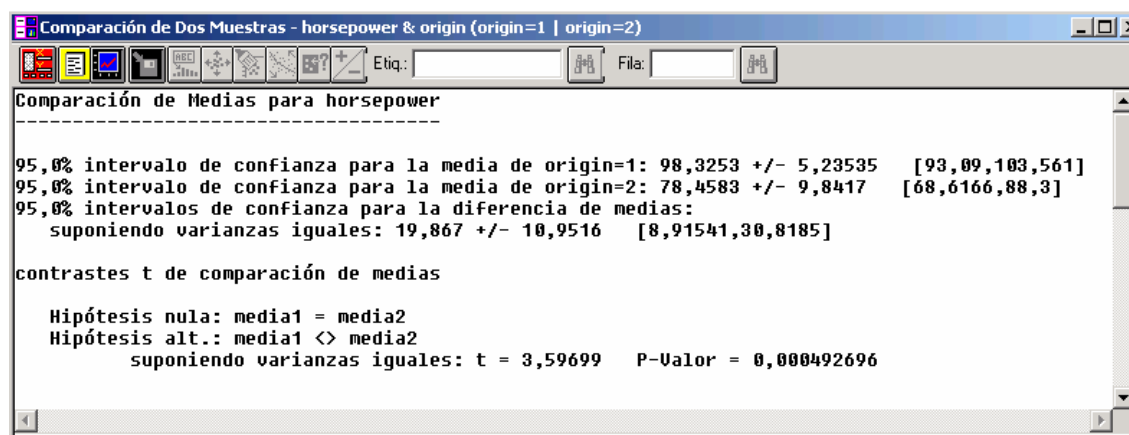 Comparación de Dos Muestras - horsepower & origin (origin=1 | origin=2)
Etiq.: Fila:
Comparación de Medias para horsepower
-------------------------------------
95,0% intervalo de confianza para la media de origin=1: 98,3253 +/- 5,23535 [93,09,103,561]
95,0% intervalo de confianza para la media de origin=2: 78,4583 +/- 9,8417 [68,6166,88,3]
95,0% intervalos de confianza para la diferencia de medias:
suponiendo varianzas iguales: 19,867 +/- 10,9516 [8,91541,30,8185]
contrastes t de comparación de medias
Hipótesis nula: media1 = media2
Hipótesis alt.: media1 <> media2
suponiendo varianzas iguales: t = 3,59699 P-Valor = 0,000492696